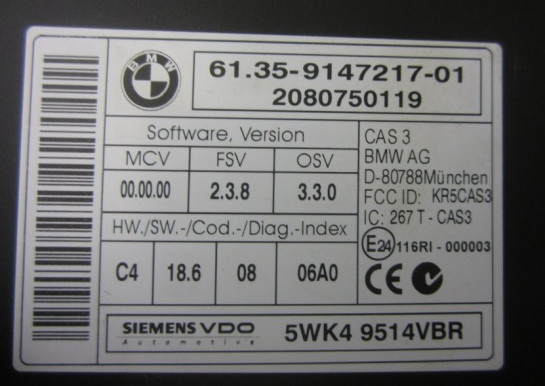 BMW
61.35-9147217-01
2080750119
Software, Version
MCV FSV OSV
00.00.00 2.3.8 3.3.0
HW./SW.-/Cod.-/Diag.-Index
C4 18.6 08 06A0
CAS 3
BMW AG
D-80788München
FCC ID: KR5CAS3
IC: 267 T - CAS3
E24 116RI - 000003
CE
SIEMENS VDO
Automotive
5WK4 9514VBR